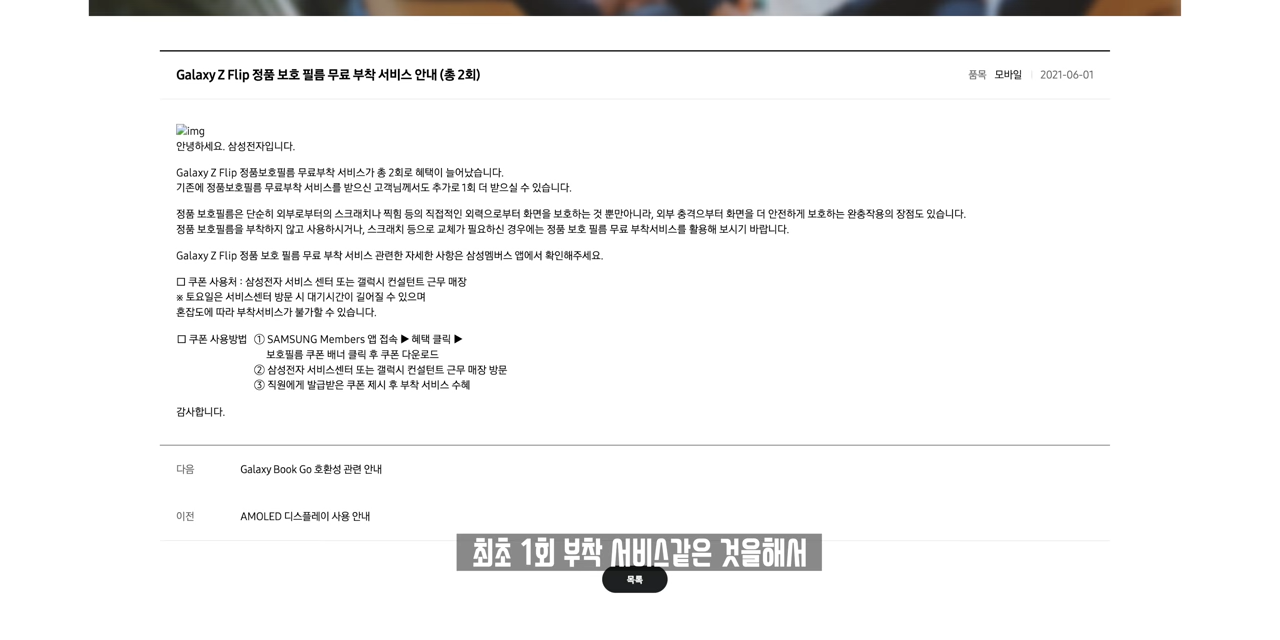 Galaxy Z Flip 정품 보호 필름 무료 부착 서비스 안내 (총 2회)
품목 모바일 2021-06-01
img
안녕하세요. 삼성전자입니다.
Galaxy Z Flip 정품보호필름 무료부착 서비스가 총 2회로 혜택이 늘어났습니다.
기존에 정품보호필름 무료부착 서비스를 받으신 고객님께서도 추가로 1회 더 받으실 수 있습니다.
정품 보호필름은 단순히 외부로부터의 스크래치나 찍힘 등의 직접적인 외력으로부터 화면을 보호하는 것 뿐만아니라, 외부 충격으부터 화면을 더 안전하게 보호하는 완충작용의 장점도 있습니다.
정품 보호필름을 부착하지 않고 사용하시거나, 스크래치 등으로 교체가 필요하신 경우에는 정품 보호 필름 무료 부착서비스를 활용해 보시기 바랍니다.
Galaxy Z Flip 정품 보호 필름 무료 부착 서비스 관련한 자세한 사항은 삼성멤버스 앱에서 확인해주세요.
□ 쿠폰 사용처 : 삼성전자 서비스 센터 또는 갤럭시 컨설턴트 근무 매장
※ 토요일은 서비스센터 방문 시 대기시간이 길어질 수 있으며
혼잡도에 따라 부착서비스가 불가할 수 있습니다.
□ 쿠폰 사용방법 ① SAMSUNG Members 앱 접속 ▶ 혜택 클릭 ▶
보호필름 쿠폰 배너 클릭 후 쿠폰 다운로드
② 삼성전자 서비스센터 또는 갤럭시 컨설턴트 근무 매장 방문
③ 직원에게 발급받은 쿠폰 제시 후 부착 서비스 수혜
감사합니다.
다음 Galaxy Book Go 호환성 관련 안내
이전 AMOLED 디스플레이 사용 안내
최초 1회 부착 서비스같은 것을해서
목록